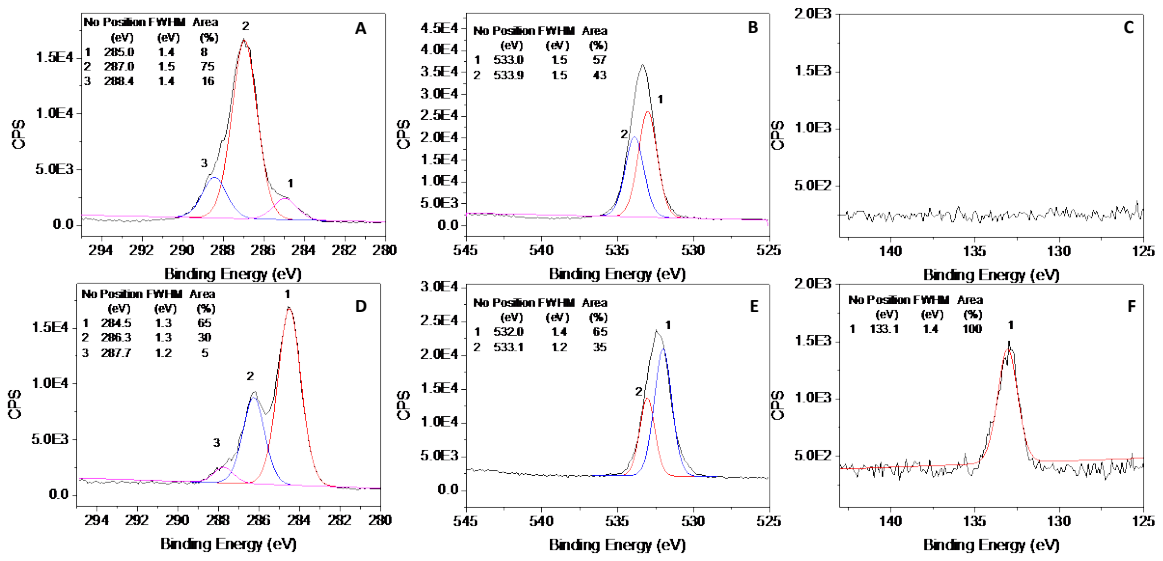 A
No Position FWHM Area
(eV) (eV) (%)
1 285.0 1.4 8
2 287.0 1.5 75
3 288.4 1.4 16
2
3
1
1.5E4
1.0E4
5.0E3
0.0
CPS
294 292 290 288 286 284 282 280
Binding Energy (eV)
B
No Position FWHM Area
(eV) (eV) (%)
1 533.0 1.5 57
2 533.9 1.5 43
1
2
4.5E4
4.0E4
3.5E4
3.0E4
2.5E4
2.0E4
1.5E4
1.0E4
5.0E3
0.0
CPS
545 540 535 530 525
Binding Energy (eV)
C
2.0E3
1.5E3
1.0E3
5.0E2
CPS
140 135 130 125
Binding Energy (eV)
D
No Position FWHM Area
(eV) (eV) (%)
1 284.5 1.3 65
2 286.3 1.3 30
3 287.7 1.2 5
1
2
3
1.5E4
1.0E4
5.0E3
0.0
CPS
294 292 290 288 286 284 282 280
Binding Energy (eV)
E
No Position FWHM Area
(eV) (eV) (%)
1 532.0 1.4 65
2 533.1 1.2 35
1
2
3.0E4
2.5E4
2.0E4
1.5E4
1.0E4
5.0E3
0.0
CPS
545 540 535 530 525
Binding Energy (eV)
F
No Position FWHM Area
(eV) (eV) (%)
1 133.1 1.4 100
1
2.0E3
1.5E3
1.0E3
5.0E2
CPS
140 135 130 125
Binding Energy (eV)